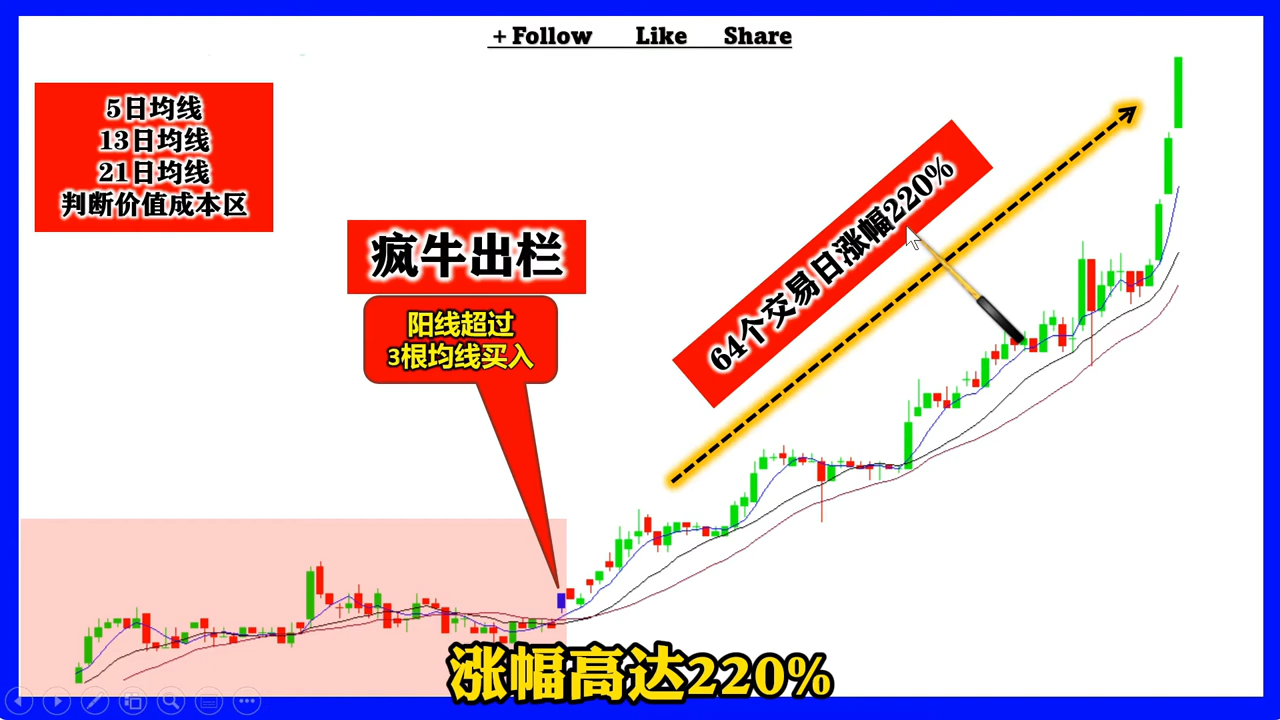 + Follow Like Share
5日均线
13日均线
21日均线
判断价值成本区
疯牛出栏
阳线超过
3根均线买入
64个交易日涨幅220%
涨幅高达220%